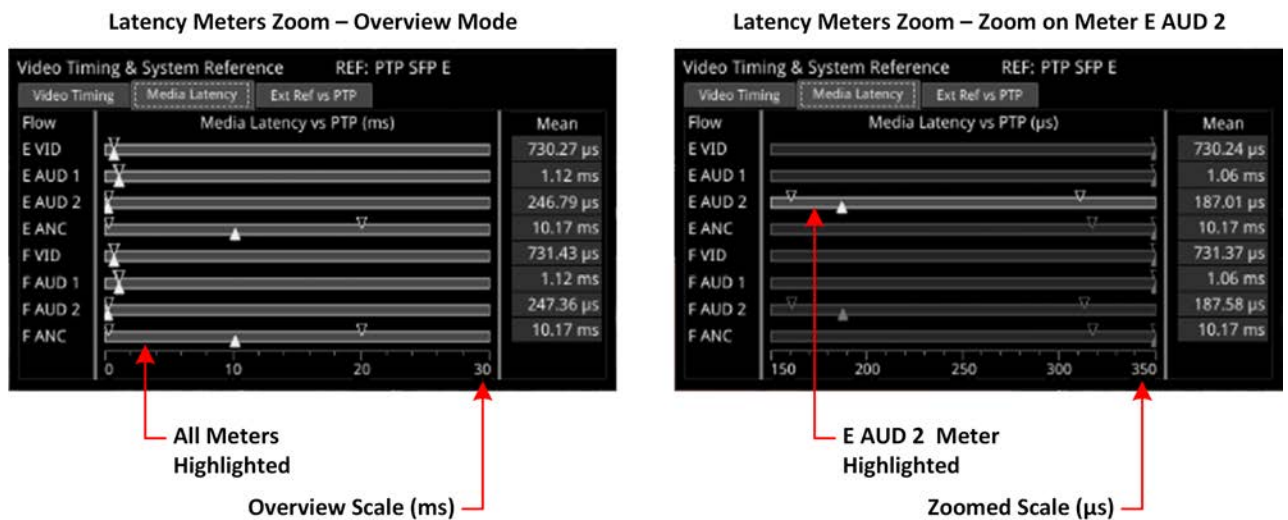 Latency Meters Zoom – Overview Mode
Video Timing & System Reference REF: PTP SFP E
Video Timing Media Latency Ext Ref vs PTP
Flow Media Latency vs PTP (ms) Mean
E VID 730.27 µs
E AUD 1 1.12 ms
E AUD 2 246.79 µs
E ANC 10.17 ms
F VID 731.43 µs
F AUD 1 1.12 ms
F AUD 2 247.36 µs
F ANC 10.17 ms
0 10 20 30
All Meters
Highlighted
Overview Scale (ms)
Latency Meters Zoom – Zoom on Meter E AUD 2
Video Timing & System Reference REF: PTP SFP E
Video Timing Media Latency Ext Ref vs PTP
Flow Media Latency vs PTP (µs) Mean
E VID 730.24 µs
E AUD 1 1.06 ms
E AUD 2 187.01 µs
E ANC 10.17 ms
F VID 731.37 µs
F AUD 1 1.06 ms
F AUD 2 187.58 µs
F ANC 10.17 ms
150 200 250 300 350
E AUD 2 Meter
Highlighted
Zoomed Scale (µs)